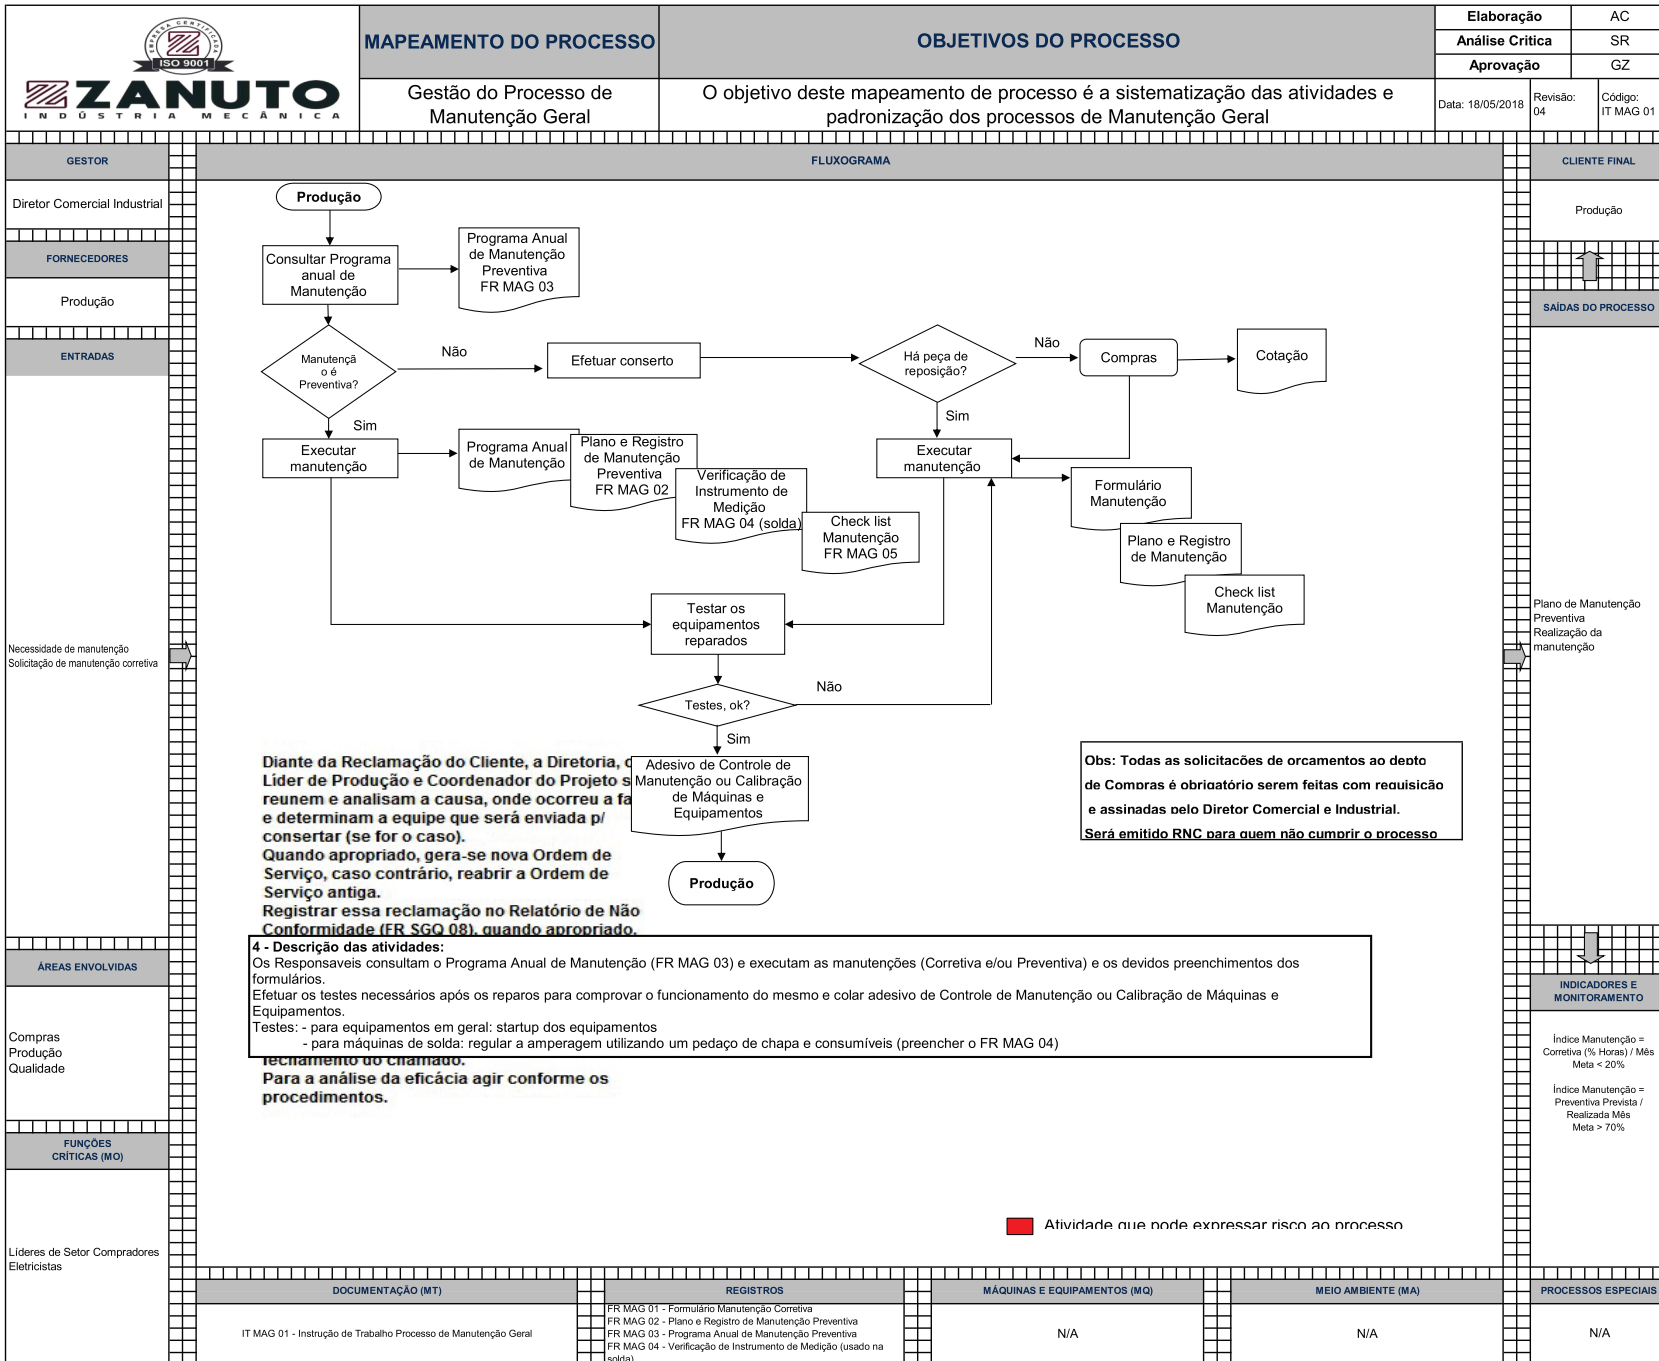 EMPRESA CERTIFICADA
ISO 9001
ZANUTO
INDÚSTRIA MECÂNICA
MAPEAMENTO DO PROCESSO
OBJETIVOS DO PROCESSO
Elaboração
AC
Análise Critica
SR
Aprovação
GZ
Gestão do Processo de
Manutenção Geral
O objetivo deste mapeamento de processo é a sistematização das atividades e
padronização dos processos de Manutenção Geral
Data: 18/05/2018
Revisão:
04
Código:
IT MAG 01
GESTOR
Diretor Comercial Industrial
FORNECEDORES
Produção
ENTRADAS
Necessidade de manutenção
Solicitação de manutenção corretiva
ÁREAS ENVOLVIDAS
Compras
Produção
Qualidade
FUNÇÕES
CRÍTICAS (MO)
Líderes de Setor Compradores
Eletricistas
FLUXOGRAMA
Produção
Consultar Programa
anual de
Manutenção
Programa Anual
de Manutenção
Preventiva
FR MAG 03
Manutençã
o é
Preventiva?
Não
Efetuar conserto
Há peça de
reposição?
Não
Compras
Cotação
Sim
Sim
Executar
manutenção
Programa Anual
de Manutenção
Plano e Registro
de Manutenção
Preventiva
FR MAG 02
Verificação de
Instrumento de
Medição
FR MAG 04 (solda)
Check list
Manutenção
FR MAG 05
Executar
manutenção
Formulário
Manutenção
Plano e Registro
de Manutenção
Check list
Manutenção
Testar os
equipamentos
reparados
Testes, ok?
Não
Sim
Adesivo de Controle de
Manutenção ou Calibração
de Máquinas e
Equipamentos
Produção
Diante da Reclamação do Cliente, a Diretoria,
Líder de Produção e Coordenador do Projeto
reunem e analisam a causa, onde ocorreu a
e determinam a equipe que será enviada p/
consertar (se for o caso).
Quando apropriado, gera-se nova Ordem de
Serviço, caso contrário, reabrir a Ordem de
Serviço antiga.
Registrar essa reclamação no Relatório de Não
Conformidade (FR SGQ 08), quando apropriado.
Obs: Todas as solicitações de orçamentos ao depto
de Compras é obrigatório serem feitas com requisição
e assinadas pelo Diretor Comercial e Industrial.
Será emitido RNC para quem não cumprir o processo
4 - Descrição das atividades:
Os Responsaveis consultam o Programa Anual de Manutenção (FR MAG 03) e executam as manutenções (Corretiva e/ou Preventiva) e os devidos preenchimentos dos
formulários.
Efetuar os testes necessários após os reparos para comprovar o funcionamento do mesmo e colar adesivo de Controle de Manutenção ou Calibração de Máquinas e
Equipamentos.
Testes: - para equipamentos em geral: startup dos equipamentos
- para máquinas de solda: regular a amperagem utilizando um pedaço de chapa e consumíveis (preencher o FR MAG 04)
fechamento do chamado.
Para a análise da eficácia agir conforme os
procedimentos.
Atividade que pode expressar risco ao processo
CLIENTE FINAL
Produção
SAÍDAS DO PROCESSO
Plano de Manutenção
Preventiva
Realização da
manutenção
INDICADORES E
MONITORAMENTO
Índice Manutenção =
Corretiva (% Horas) / Mês
Meta < 20%
Índice Manutenção =
Preventiva Prevista /
Realizada Mês
Meta > 70%
DOCUMENTAÇÃO (MT)
IT MAG 01 - Instrução de Trabalho Processo de Manutenção Geral
REGISTROS
FR MAG 01 - Formulário Manutenção Corretiva
FR MAG 02 - Plano e Registro de Manutenção Preventiva
FR MAG 03 - Programa Anual de Manutenção Preventiva
FR MAG 04 - Verificação de Instrumento de Medição (usado na
solda)
MÁQUINAS E EQUIPAMENTOS (MQ)
N/A
MEIO AMBIENTE (MA)
N/A
PROCESSOS ESPECIAIS
N/A